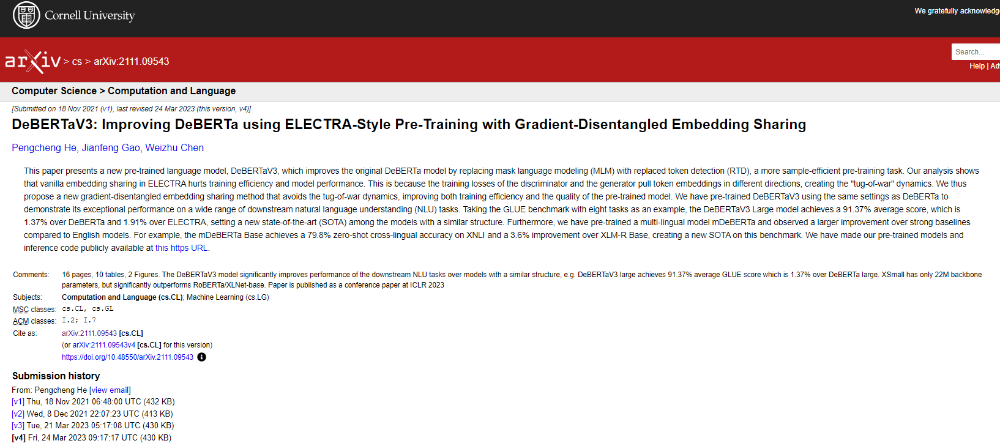 Cornell University
We gratefully acknowledg
arXiv > cs > arXiv:2111.09543
Search...
Help | Ad
Computer Science > Computation and Language
[Submitted on 18 Nov 2021 (v1), last revised 24 Mar 2023 (this version, v4)]
DeBERTaV3: Improving DeBERTa using ELECTRA-Style Pre-Training with Gradient-Disentangled Embedding Sharing
Pengcheng He, Jianfeng Gao, Weizhu Chen
This paper presents a new pre-trained language model, DeBERTaV3, which improves the original DeBERTa model by replacing mask language modeling (MLM) with replaced token detection (RTD), a more sample-efficient pre-training task. Our analysis shows
that vanilla embedding sharing in ELECTRA hurts training efficiency and model performance. This is because the training losses of the discriminator and the generator pull token embeddings in different directions, creating the "tug-of-war" dynamics. We thus
propose a new gradient-disentangled embedding sharing method that avoids the tug-of-war dynamics, improving both training efficiency and the quality of the pre-trained model. We have pre-trained DeBERTaV3 using the same settings as DeBERTa to
demonstrate its exceptional performance on a wide range of downstream natural language understanding (NLU) tasks. Taking the GLUE benchmark with eight tasks as an example, the DeBERTaV3 Large model achieves a 91.37% average score, which is
1.37% over DeBERTa and 1.91% over ELECTRA, setting a new state-of-the-art (SOTA) among the models with a similar structure. Furthermore, we have pre-trained a multi-lingual model mDeBERTa and observed a larger improvement over strong baselines
compared to English models. For example, the mDeBERTa Base achieves a 79.8% zero-shot cross-lingual accuracy on XNLI and a 3.6% improvement over XLM-R Base, creating a new SOTA on this benchmark. We have made our pre-trained models and
inference code publicly available at this https URL.
Comments: 16 pages, 10 tables, 2 Figures. The DeBERTaV3 model significantly improves performance of the downstream NLU tasks over models with a similar structure, e.g. DeBERTaV3 large achieves 91.37% average GLUE score which is 1.37% over DeBERTa large. XSmall has only 22M backbone
parameters, but significantly outperforms RoBERTa/XLNet-base. Paper is published as a conference paper at ICLR 2023
Subjects: Computation and Language (cs.CL); Machine Learning (cs.LG)
MSC classes: cs.CL, cs.GL
ACM classes: I.2; I.7
Cite as: arXiv:2111.09543 [cs.CL]
(or arXiv:2111.09543v4 [cs.CL] for this version)
https://doi.org/10.48550/arXiv.2111.09543
Submission history
From: Pengcheng He [view email]
[v1] Thu, 18 Nov 2021 06:48:00 UTC (432 KB)
[v2] Wed, 8 Dec 2021 22:07:23 UTC (413 KB)
[v3] Tue, 21 Mar 2023 05:17:08 UTC (430 KB)
[v4] Fri, 24 Mar 2023 09:17:17 UTC (430 KB)